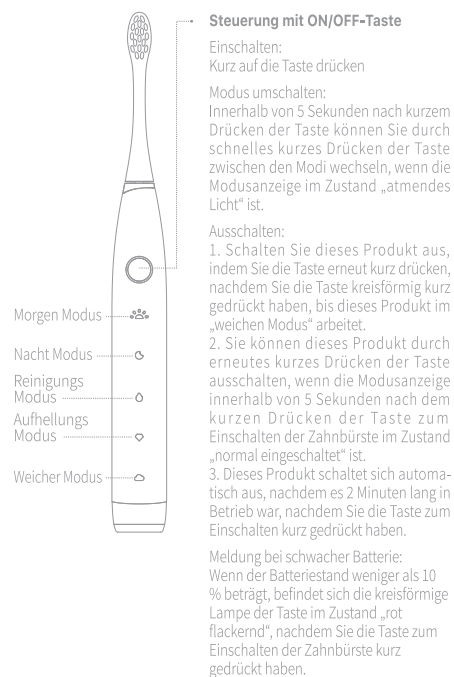 Steuerung mit ON/OFF-Taste
Einschalten:
Kurz auf die Taste drücken
Modus umschalten:
Innerhalb von 5 Sekunden nach kurzem
Drücken der Taste können Sie durch
schnelles kurzes Drücken der Taste
zwischen den Modi wechseln, wenn die
Modusanzeige im Zustand „atmendes
Licht“ ist.
Ausschalten:
1. Schalten Sie dieses Produkt aus,
indem Sie die Taste erneut kurz drücken,
nachdem Sie die Taste kreisförmig kurz
gedrückt haben, bis dieses Produkt im
„weichen Modus“ arbeitet.
2. Sie können dieses Produkt durch
erneutes kurzes Drücken der Taste
ausschalten, wenn die Modusanzeige
innerhalb von 5 Sekunden nach dem
kurzen Drücken der Taste zum
Einschalten der Zahnbürste im Zustand
„normal eingeschaltet“ ist.
3. Dieses Produkt schaltet sich automa-
tisch aus, nachdem es 2 Minuten lang in
Betrieb war, nachdem Sie die Taste zum
Einschalten kurz gedrückt haben.
Meldung bei schwacher Batterie:
Wenn der Batteriestand weniger als 10
% beträgt, befindet sich die kreisförmige
Lampe der Taste im Zustand „rot
flackernd“, nachdem Sie die Taste zum
Einschalten der Zahnbürste kurz
gedrückt haben.
Morgen Modus
Nacht Modus
Reinigungs
Modus
Aufhellungs
Modus
Weicher Modus